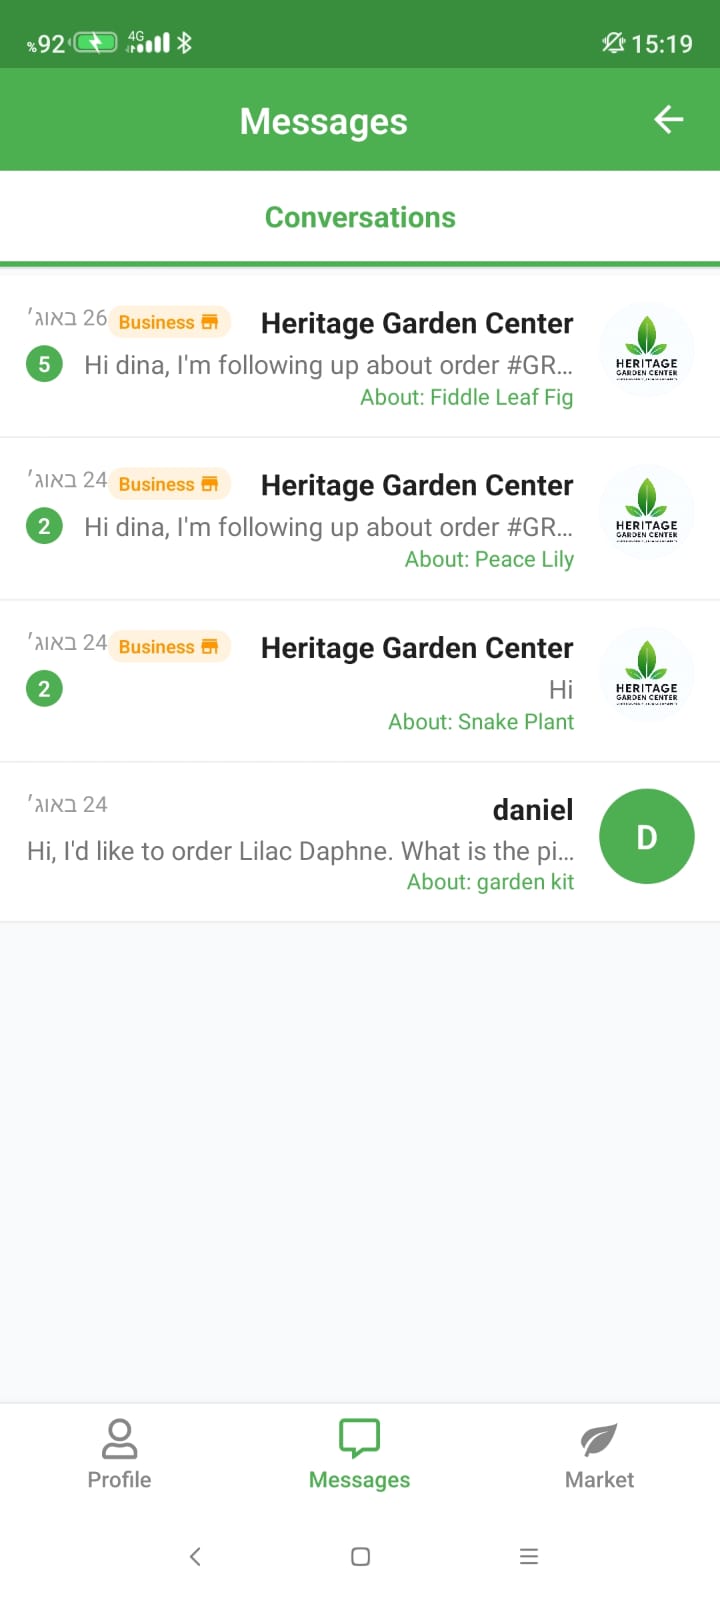 %92 4G 15:19
Messages
Conversations
Heritage Garden Center Business 26 באוג׳
Hi dina, I'm following up about order #GR... 5
About: Fiddle Leaf Fig
HERITAGE
GARDEN CENTER
Heritage Garden Center Business 24 באוג׳
Hi dina, I'm following up about order #GR... 2
About: Peace Lily
HERITAGE
GARDEN CENTER
Heritage Garden Center Business 24 באוג׳
Hi 2
About: Snake Plant
HERITAGE
GARDEN CENTER
daniel 24 באוג׳
Hi, I'd like to order Lilac Daphne. What is the pi...
About: garden kit
D
Profile Messages Market